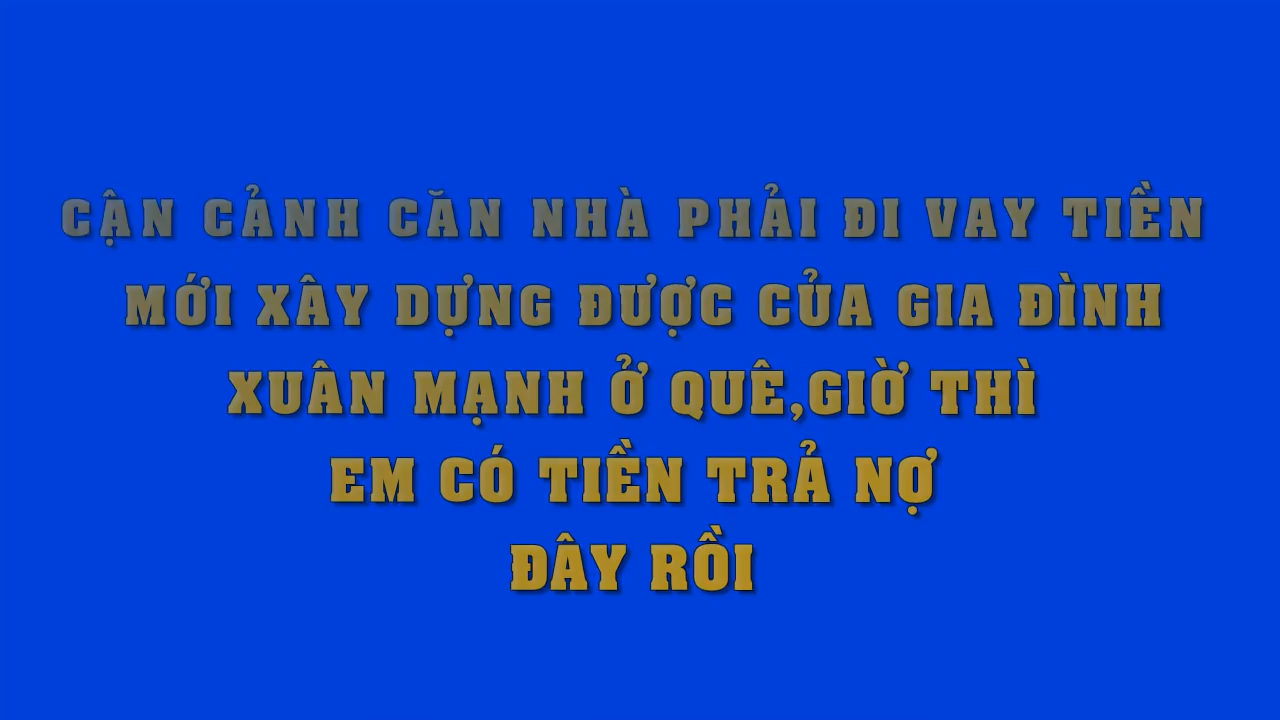 CẬN CẢNH CĂN NHÀ PHẢI ĐI VAY TIỀN
MỚI XÂY DỰNG ĐƯỢC CỦA GIA ĐÌNH
XUÂN MẠNH Ở QUÊ,GIỜ THÌ
EM CÓ TIỀN TRẢ NỢ
ĐÂY RỒI